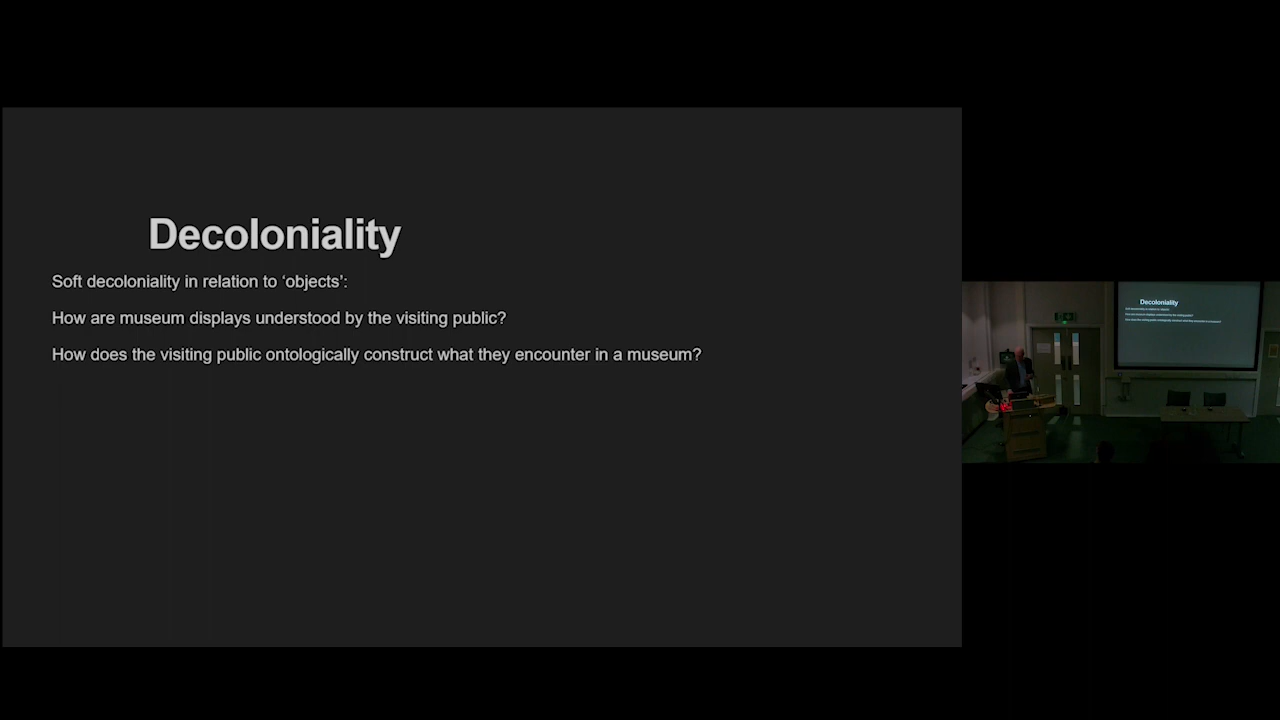 Decoloniality
Soft decoloniality in relation to ‘objects’:
How are museum displays understood by the visiting public?
How does the visiting public ontologically construct what they encounter in a museum?
Decoloniality